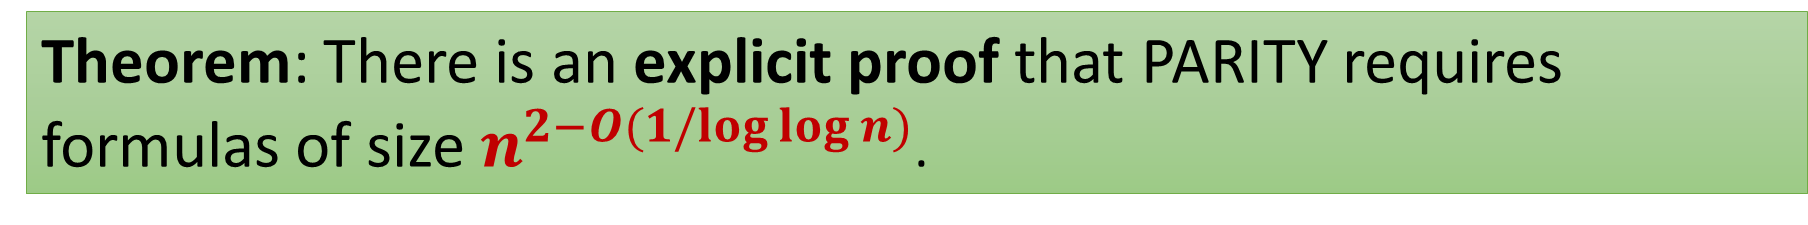 Theorem: There is an explicit proof that PARITY requires
formulas of size n^{2−O(1/log log n)}.